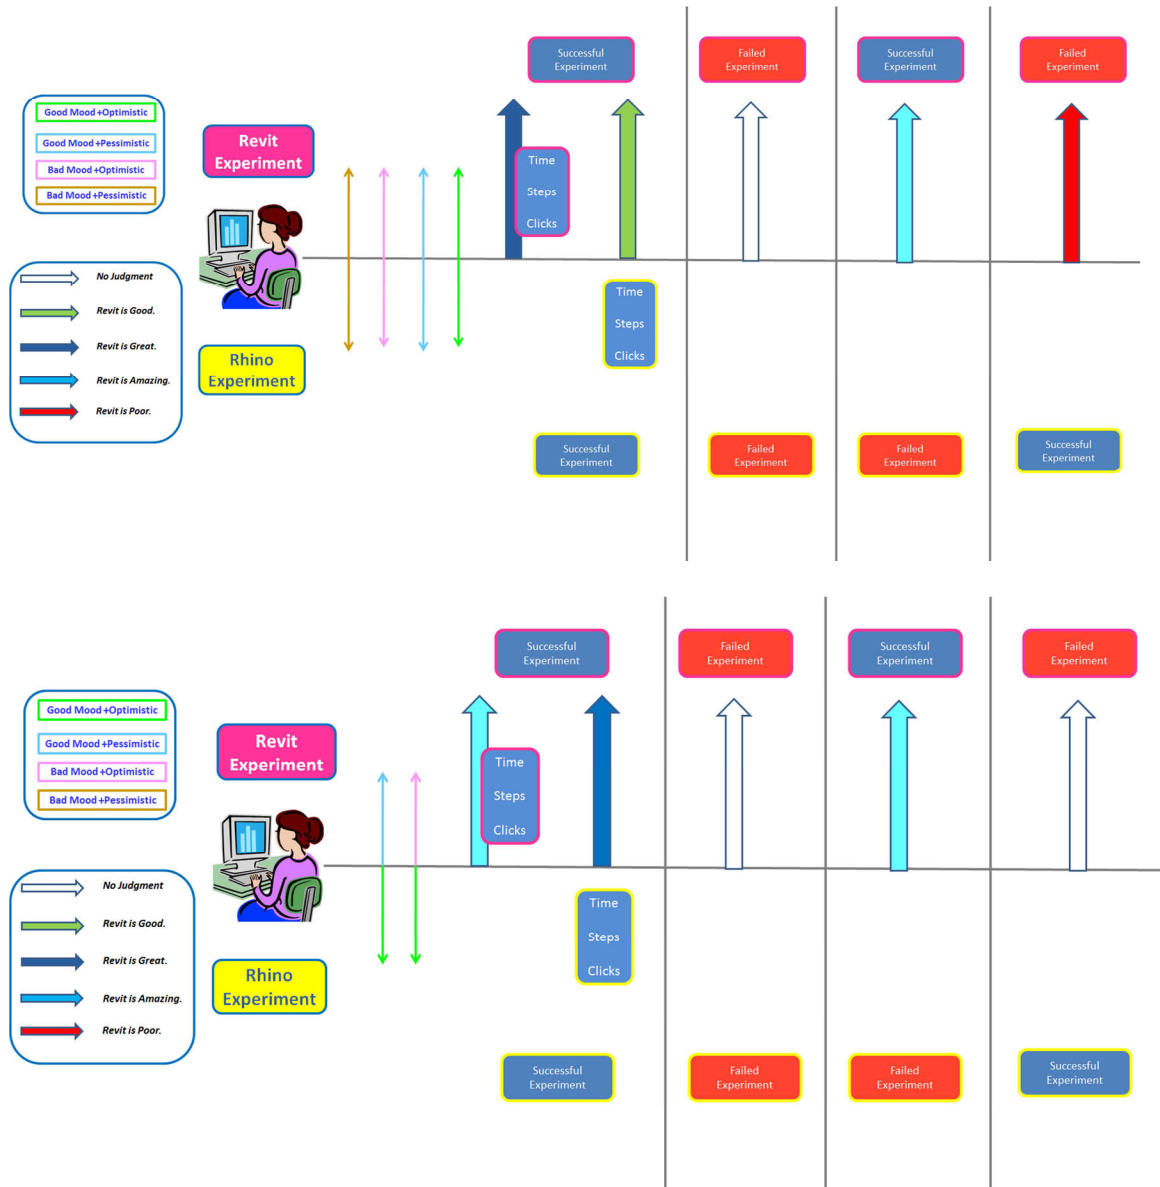 Successful
Experiment
Failed
Experiment
Successful
Experiment
Failed
Experiment
Good Mood +Optimistic
Good Mood +Pessimistic
Bad Mood +Optimistic
Bad Mood +Pessimistic
Revit
Experiment
Time
Steps
Clicks
No Judgment
Revit is Good.
Revit is Great.
Revit is Amazing.
Revit is Poor.
Rhino
Experiment
Time
Steps
Clicks
Successful
Experiment
Failed
Experiment
Failed
Experiment
Successful
Experiment
Successful
Experiment
Failed
Experiment
Successful
Experiment
Failed
Experiment
Good Mood +Optimistic
Good Mood +Pessimistic
Bad Mood +Optimistic
Bad Mood +Pessimistic
Revit
Experiment
Time
Steps
Clicks
No Judgment
Revit is Good.
Revit is Great.
Revit is Amazing.
Revit is Poor.
Rhino
Experiment
Time
Steps
Clicks
Successful
Experiment
Failed
Experiment
Failed
Experiment
Successful
Experiment